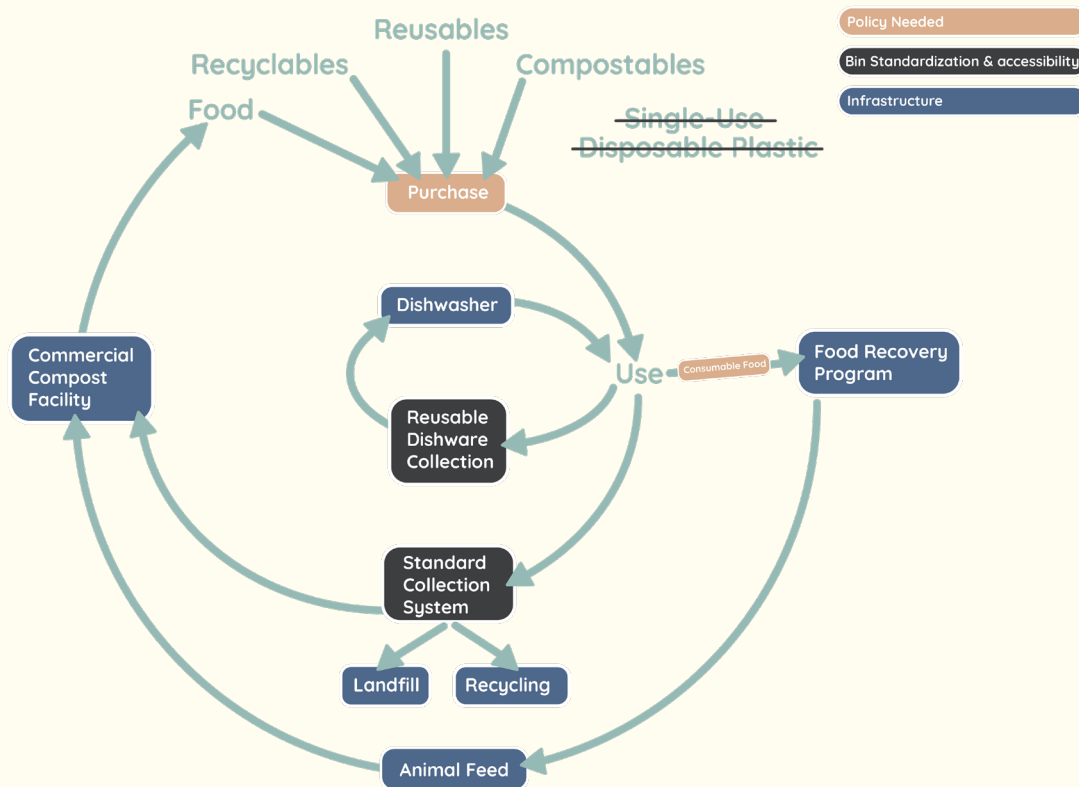 Reusables
Recyclables
Compostables
Food
Single-Use
Disposable Plastic
Policy Needed
Bin Standardization & accessibility
Infrastructure
Purchase
Dishwasher
Use
Consumable Food
Food Recovery
Program
Commercial
Compost
Facility
Reusable
Dishware
Collection
Standard
Collection
System
Landfill
Recycling
Animal Feed